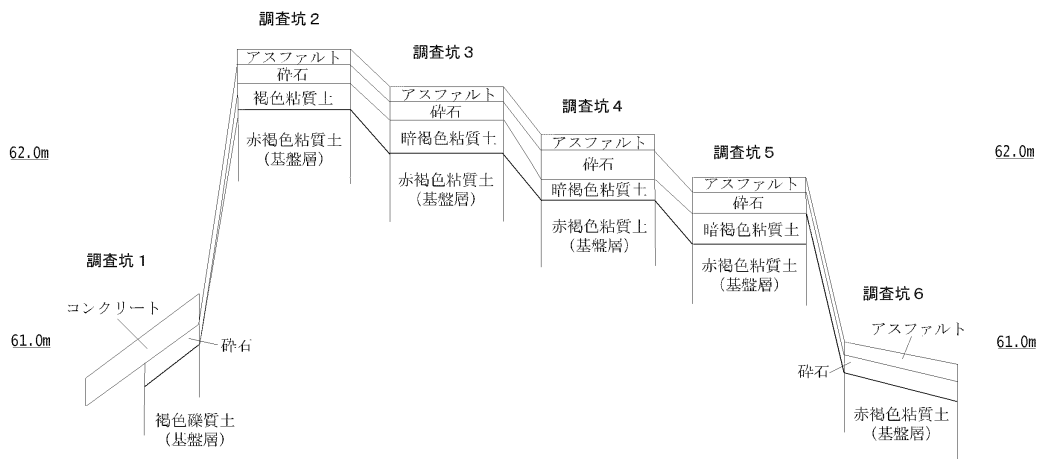 調査坑1
コンクリート
砕石
褐色礫質土
(基盤層)
調査坑2
アスファルト
砕石
褐色粘質土
赤褐色粘質土
(基盤層)
調査坑3
アスファルト
砕石
暗褐色粘質土
赤褐色粘質土
(基盤層)
調査坑4
アスファルト
砕石
暗褐色粘質土
赤褐色粘質土
(基盤層)
調査坑5
アスファルト
砕石
暗褐色粘質土
赤褐色粘質土
(基盤層)
調査坑6
アスファルト
砕石
赤褐色粘質土
(基盤層)
62.0m
61.0m
62.0m
61.0m